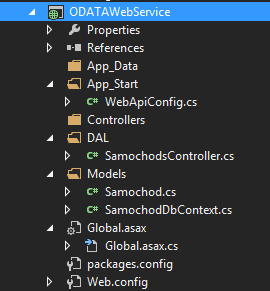 ODATAWebService
Properties
References
App_Data
App_Start
C# WebApiConfig.cs
Controllers
DAL
C# SamochodsController.cs
Models
C# Samochod.cs
C# SamochodDbContext.cs
Global.asax
Global.asax.cs
packages.config
Web.config